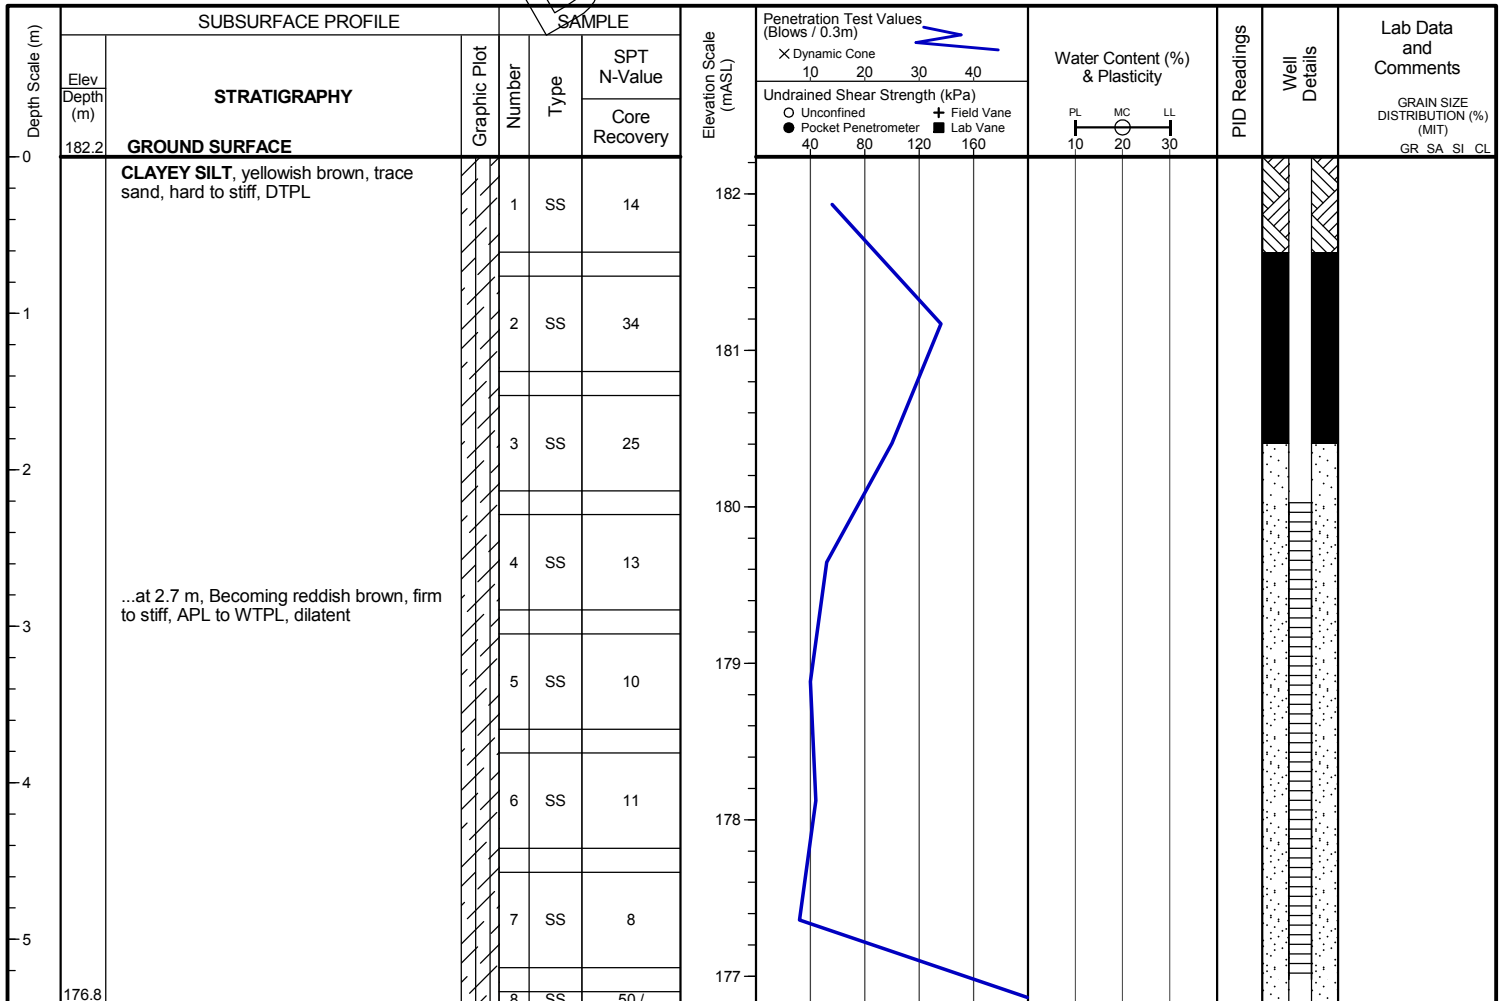 SUBSURFACE PROFILE
SAMPLE
Depth Scale (m)
Elev
Depth
(m)
STRATIGRAPHY
Graphic Plot
Number
Type
SPT
N-Value
Core
Recovery
Elevation Scale
(mASL)
Penetration Test Values
(Blows / 0.3m)
× Dynamic Cone
10 20 30 40
Undrained Shear Strength (kPa)
Unconfined + Field Vane
Pocket Penetrometer Lab Vane
40 80 120 160
Water Content (%)
& Plasticity
PL MC LL
10 20 30
PID Readings
Well
Details
Lab Data
and
Comments
GRAIN SIZE
DISTRIBUTION (%)
(MIT)
GR SA SI CL
182.2 GROUND SURFACE
0
CLAYEY SILT, yellowish brown, trace
sand, hard to stiff, DTPL
1 SS 14
182
1
2 SS 34
181
3 SS 25
2
180
4 SS 13
...at 2.7 m, Becoming reddish brown, firm
to stiff, APL to WTPL, dilatent
3
179
5 SS 10
4
6 SS 11
178
7 SS 8
5
177
176.8
8 SS 50 /